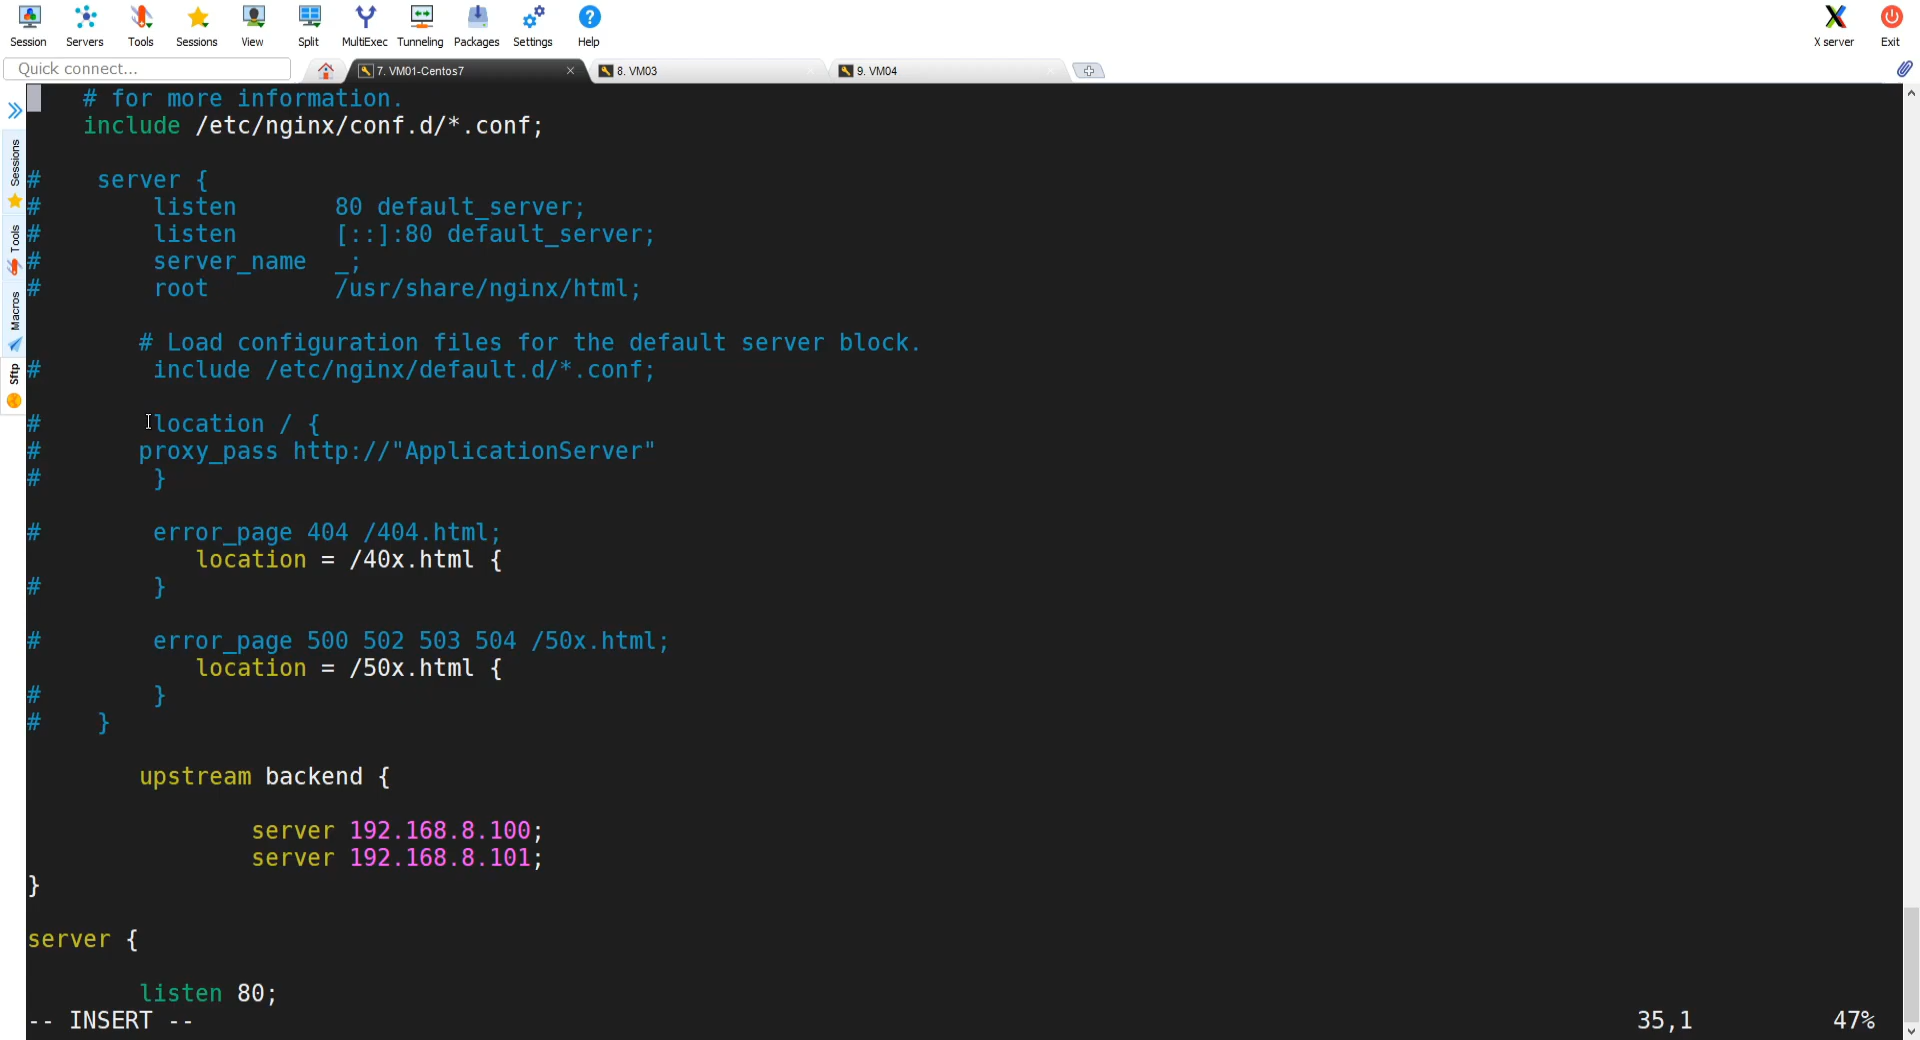 Session Servers Tools Sessions View Split MultiExec Tunneling Packages Settings Help X server Exit
Quick connect... 7. VM01-Centos7 8. VM03 9. VM04
Sessions
Tools
Macros
Sftp
# for more information.
include /etc/nginx/conf.d/*.conf;
# server {
# listen 80 default_server;
# listen [::]:80 default_server;
# server_name _;
# root /usr/share/nginx/html;
# Load configuration files for the default server block.
# include /etc/nginx/default.d/*.conf;
# location / {
# proxy_pass http://"ApplicationServer"
# }
# error_page 404 /404.html;
location = /40x.html {
# }
# error_page 500 502 503 504 /50x.html;
location = /50x.html {
# }
# }
upstream backend {
server 192.168.8.100;
server 192.168.8.101;
}
server {
listen 80;
-- INSERT -- 35,1 47%